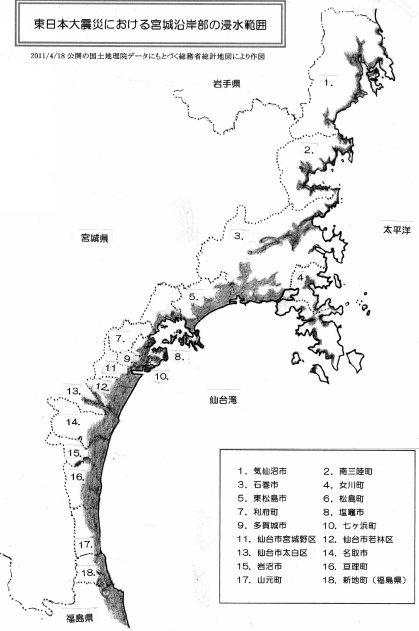 東日本大震災における宮城沿岸部の浸水範囲
2011/4/18 公開の国土地理院データにもとづく総務省総計地図により作図
岩手県
1.
2.
太平洋
宮城県
3.
4.
5.
7.
6.
9.
8.
11.
10.
13.
12.
仙台湾
14.
15.
16.
17.
18.
福島県
1. 気仙沼市 2. 南三陸町
3. 石巻市 4. 女川町
5. 東松島市 6. 松島町
7. 利府町 8. 塩竈市
9. 多賀城市 10. 七ヶ浜町
11. 仙台市宮城野区 12. 仙台市若林区
13. 仙台市太白区 14. 名取市
15. 岩沼市 16. 亘理町
17. 山元町 18. 新地町(福島県)